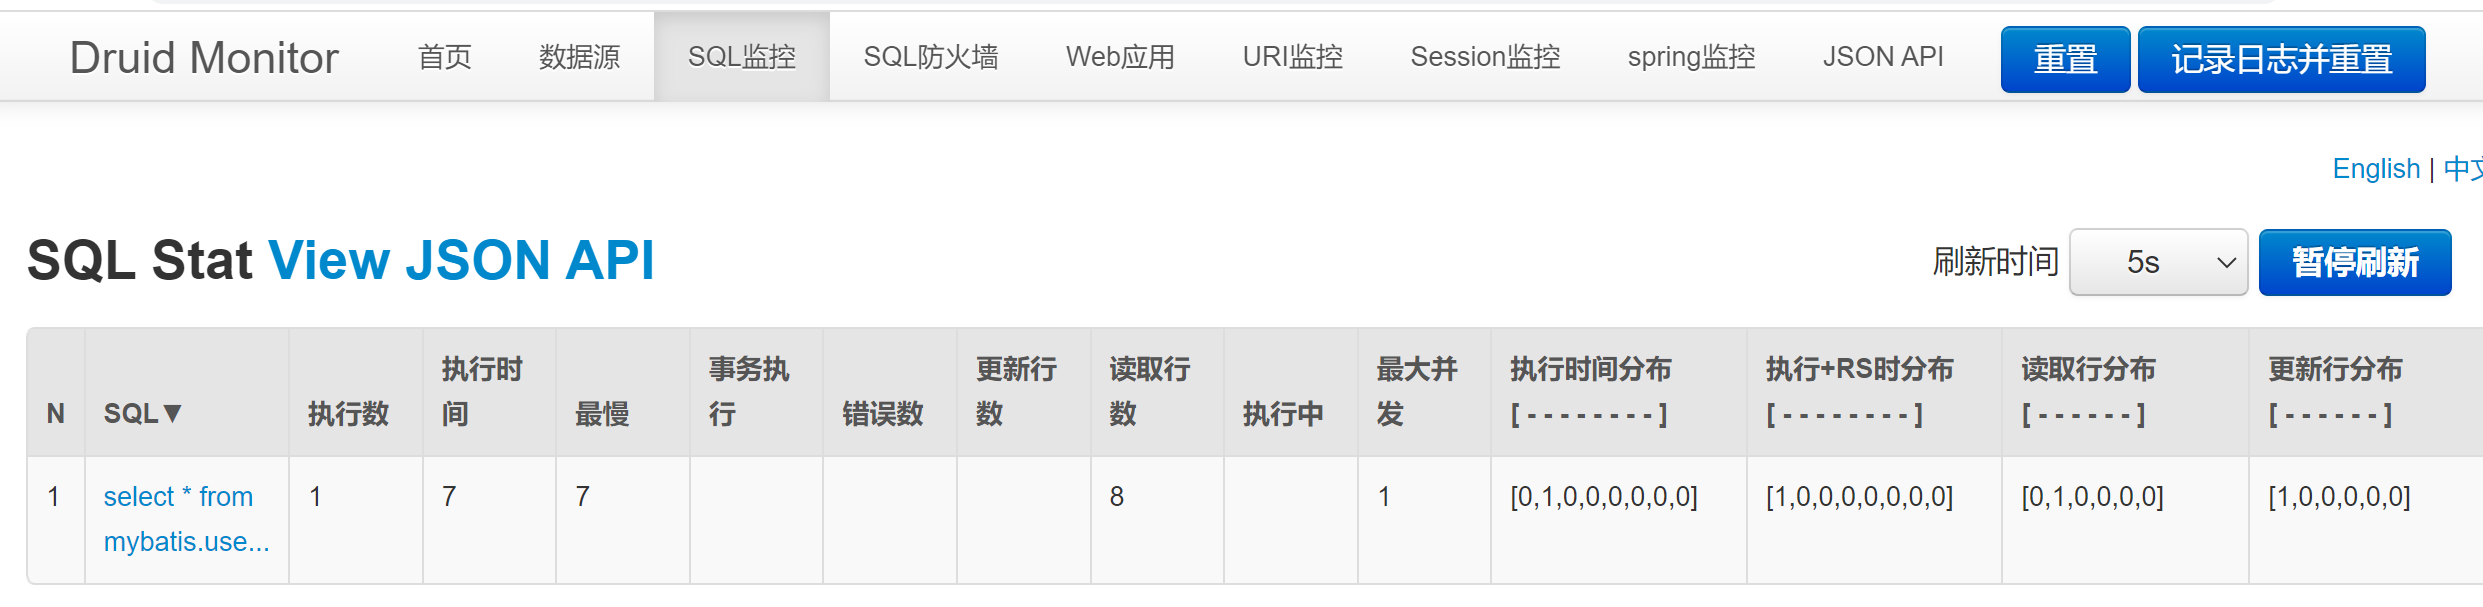 Druid Monitor 首页 数据源 SQL监控 SQL防火墙 Web应用 URI监控 Session监控 spring监控 JSON API 重置 记录日志并重置
English | 中文
SQL Stat View JSON API 刷新时间 5s 暂停刷新
执行时 事务执 更新行 读取行 最大并 执行时间分布 执行+RS时分布 读取行分布 更新行分布
N SQL▼ 执行数 间 最慢 行 错误数 数 数 执行中 发 [ - - - - - - - - ] [ - - - - - - - - ] [ - - - - - - ] [ - - - - - - ]
1 select * from 1 7 7 8 1 [0,1,0,0,0,0,0,0] [1,0,0,0,0,0,0,0] [0,1,0,0,0,0] [1,0,0,0,0,0]
mybatis.use...